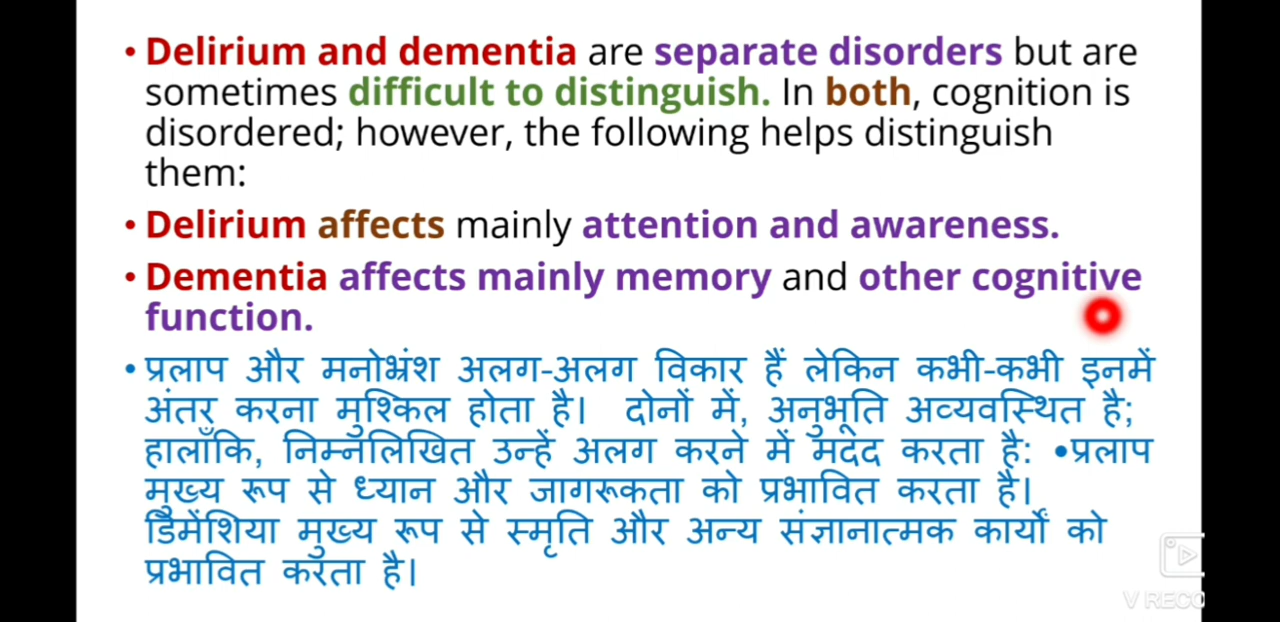 • Delirium and dementia are separate disorders but are
sometimes difficult to distinguish. In both, cognition is
disordered; however, the following helps distinguish
them:
• Delirium affects mainly attention and awareness.
• Dementia affects mainly memory and other cognitive
function.
• प्रलाप और मनोभ्रंश अलग-अलग विकार हैं लेकिन कभी-कभी इनमें
अंतर करना मुश्किल होता है। दोनों में, अनुभूति अव्यवस्थित है;
हालाँकि, निम्नलिखित उन्हें अलग करने में मदद करता है: •प्रलाप
मुख्य रूप से ध्यान और जागरूकता को प्रभावित करता है।
डिमेंशिया मुख्य रूप से स्मृति और अन्य संज्ञानात्मक कार्यों को
प्रभावित करता है।
V RECO